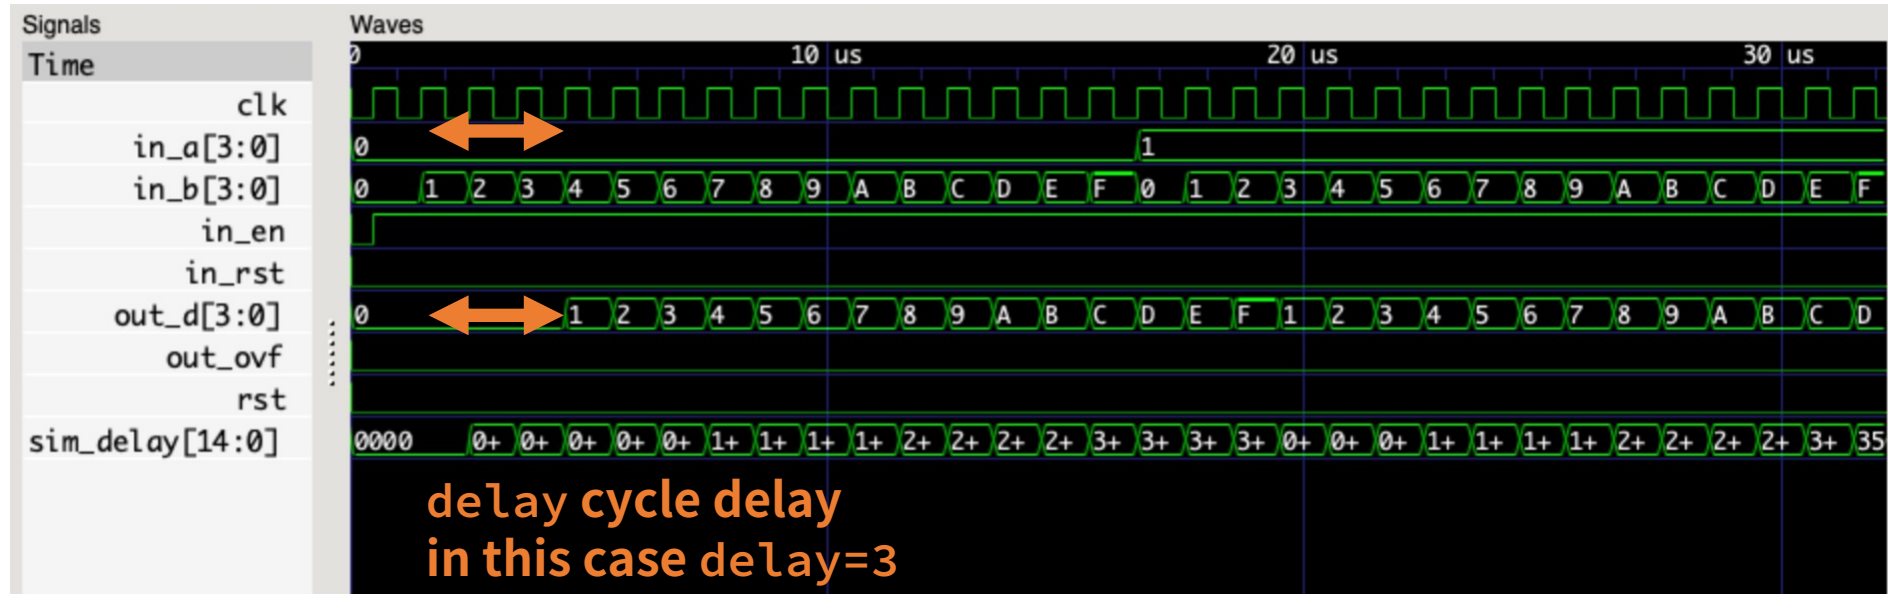 Signals Waves
Time 0 10 us 20 us 30 us
clk
in_a[3:0] 0 1
in_b[3:0] 0 1 2 3 4 5 6 7 8 9 A B C D E F 0 1 2 3 4 5 6 7 8 9 A B C D E F
in_en
in_rst
out_d[3:0] 0 1 2 3 4 5 6 7 8 9 A B C D E F 1 2 3 4 5 6 7 8 9 A B C D
out_ovf
rst
sim_delay[14:0] 0000 0+ 0+ 0+ 0+ 0+ 1+ 1+ 1+ 1+ 2+ 2+ 2+ 2+ 3+ 3+ 3+ 3+ 0+ 0+ 0+ 1+ 1+ 1+ 1+ 2+ 2+ 2+ 2+ 3+ 35
delay cycle delay
in this case delay=3